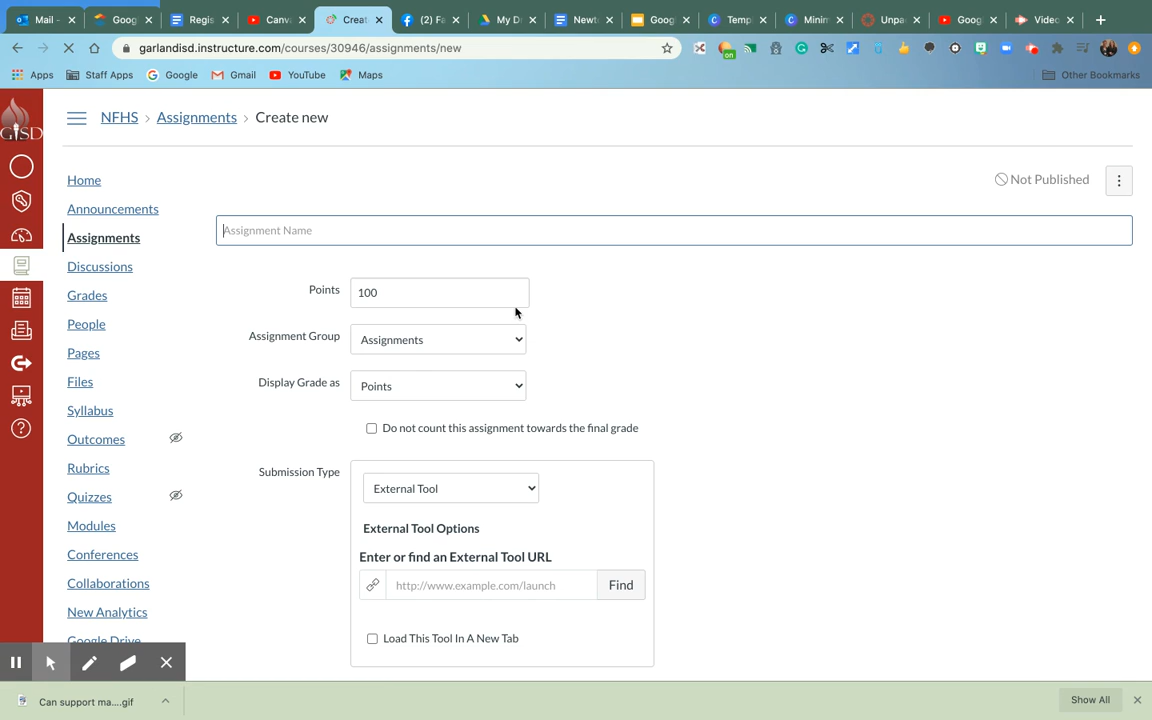 Mail -
Goog
Regis
Canv
Creat
(2) Fa
My D
Newt
Goog
Temp
Minim
Unpa
Goog
Video
garlandisd.instructure.com/courses/30946/assignments/new
on
Apps
Staff Apps
Google
Gmail
YouTube
Maps
Other Bookmarks
GISD
NFHS > Assignments > Create new
Not Published
Home
Announcements
Assignments
Discussions
Grades
People
Pages
Files
Syllabus
Outcomes
Rubrics
Quizzes
Modules
Conferences
Collaborations
New Analytics
Google Drive
Assignment Name
Points
100
Assignment Group
Assignments
Display Grade as
Points
Do not count this assignment towards the final grade
Submission Type
External Tool
External Tool Options
Enter or find an External Tool URL
http://www.example.com/launch
Find
Load This Tool In A New Tab
Can support ma....gif
Show All